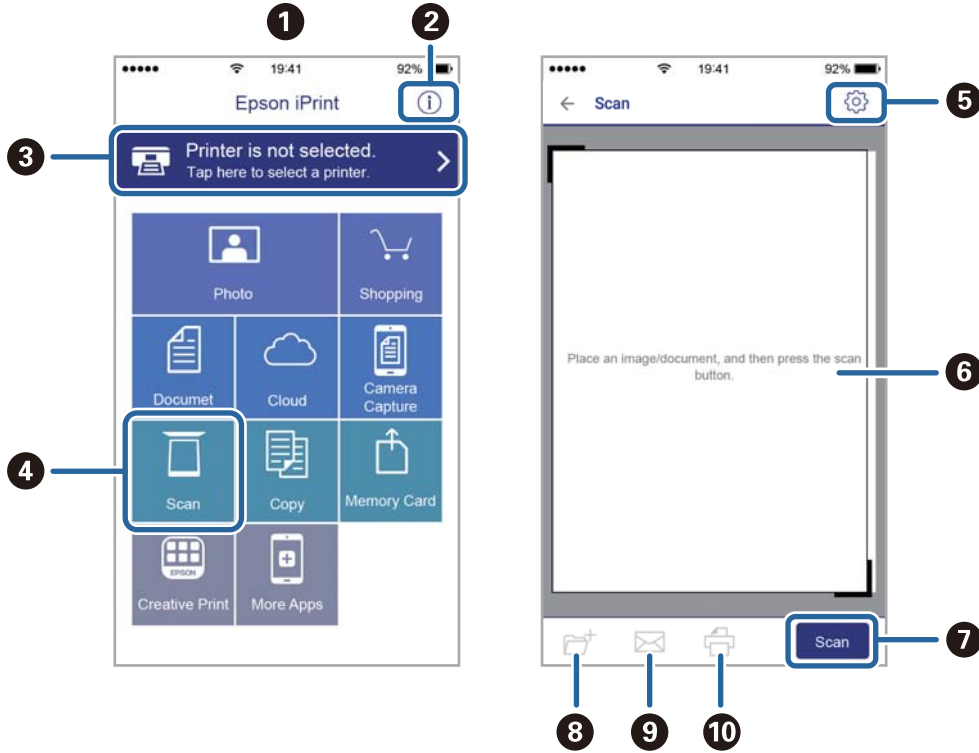 1
2
19:41
92%
Epson iPrint
i
3
Printer is not selected.
Tap here to select a printer.
Photo
Shopping
Documet
Cloud
Camera
Capture
4
Scan
Copy
Memory Card
EPSON
Creative Print
More Apps
19:41
92%
Scan
5
Place an image/document, and then press the scan
button.
6
Scan
7
8
9
10